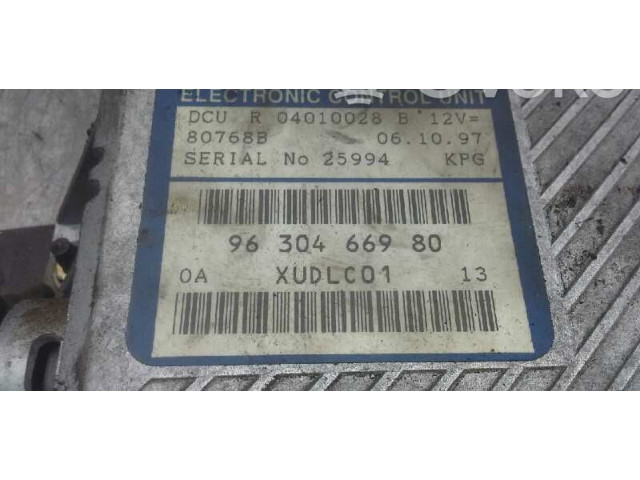 ELECTRONIC CONTROL UNIT
DCU R 04010028 B 12V=
80768B 06.10.97
SERIAL No 25994 KPG
96 304 669 80
0A XUDLC01 13